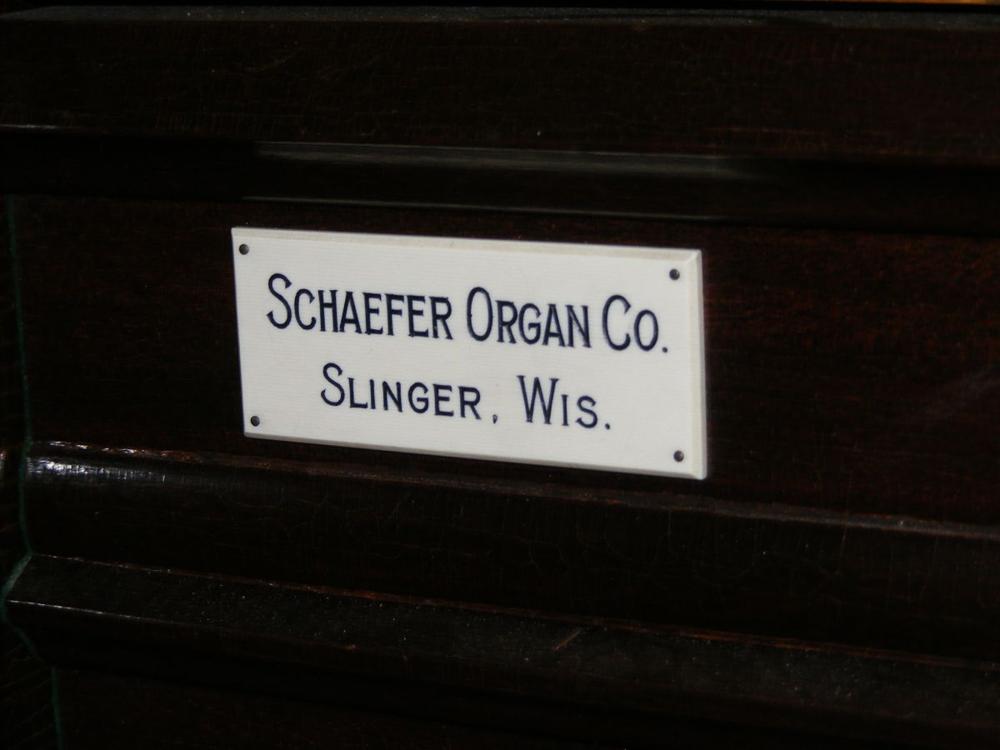 Schaefer Organ Co.
Slinger, Wis.